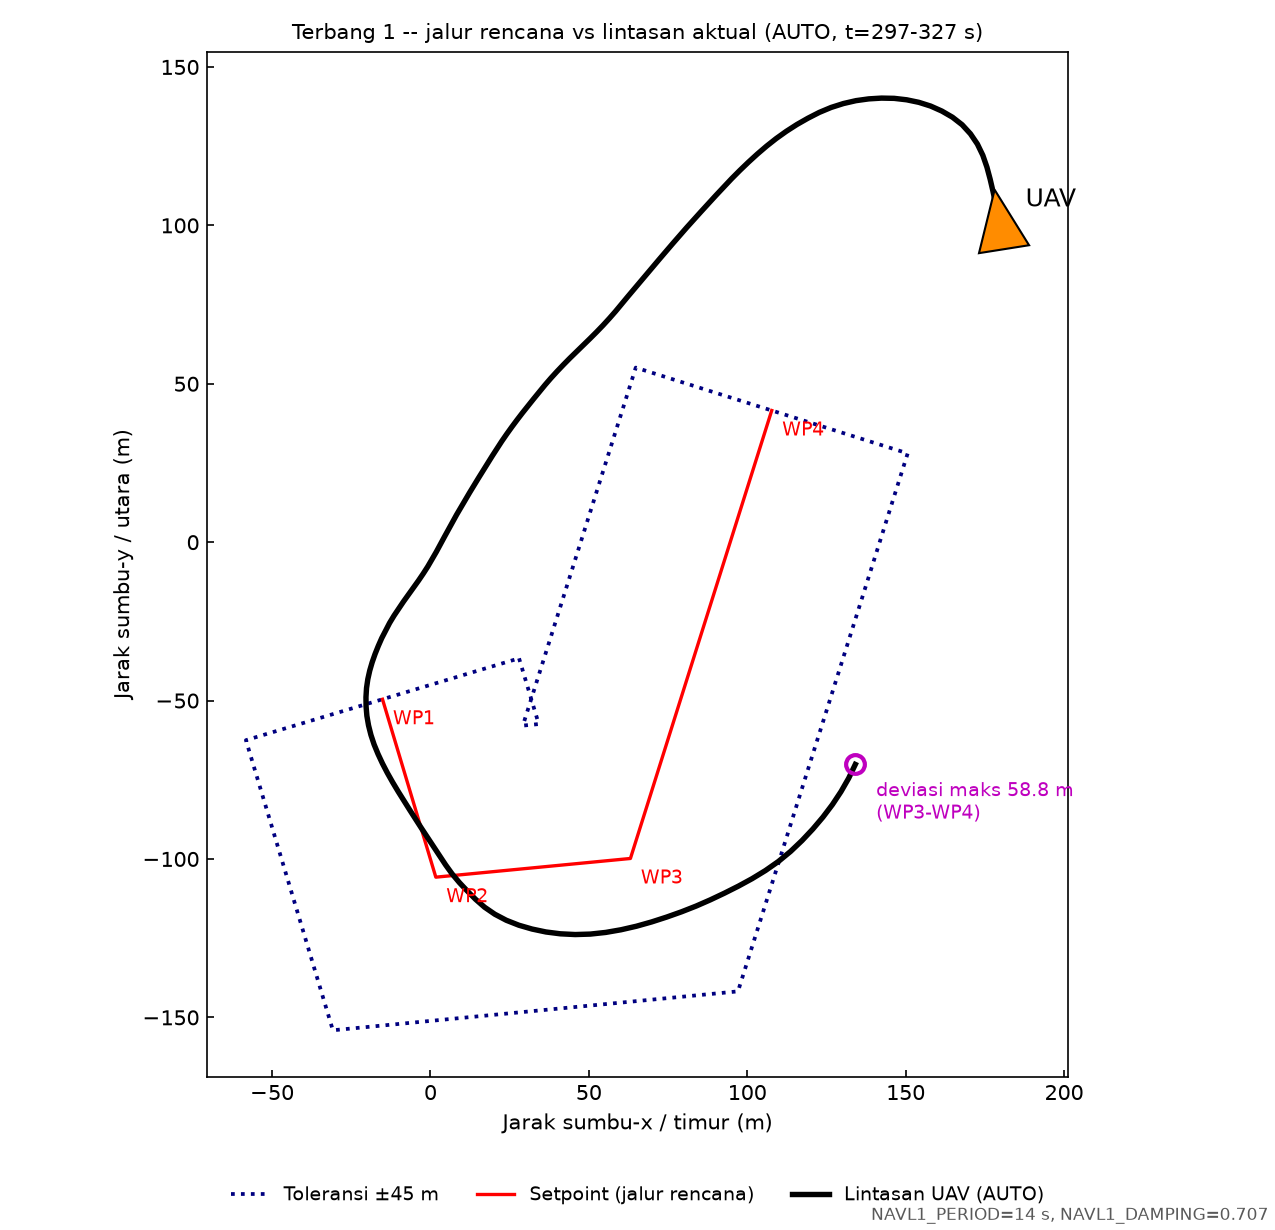 Terbang 1 -- jalur rencana vs lintasan aktual (AUTO, t=297-327 s)
Jarak sumbu-y / utara (m)
150
100
50
0
−50
−100
−150
UAV
WP4
WP1
WP2
WP3
deviasi maks 58.8 m
(WP3-WP4)
−50
0
50
100
150
200
Jarak sumbu-x / timur (m)
Toleransi ±45 m
Setpoint (jalur rencana)
Lintasan UAV (AUTO)
NAVL1_PERIOD=14 s, NAVL1_DAMPING=0.707